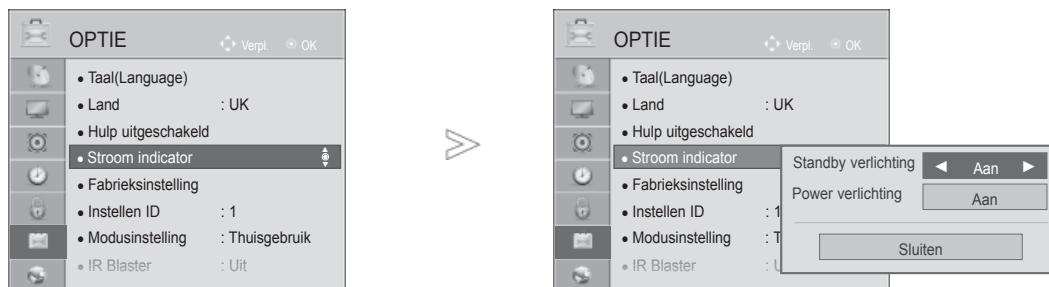 OPTIE Verpl. OK
• Taal(Language)
• Land : UK
• Hulp uitgeschakeld
• Stroom indicator
• Fabrieksinstelling
• Instellen ID : 1
• Modusinstelling : Thuisgebruik
• IR Blaster : Uit
OPTIE Verpl. OK
• Taal(Language)
• Land : UK
• Hulp uitgeschakeld
• Stroom indicator
• Fabrieksinstelling
• Instellen ID : 1
• Modusinstelling : T
• IR Blaster : U
Standby verlichting ◄ Aan ►
Power verlichting Aan
Sluiten